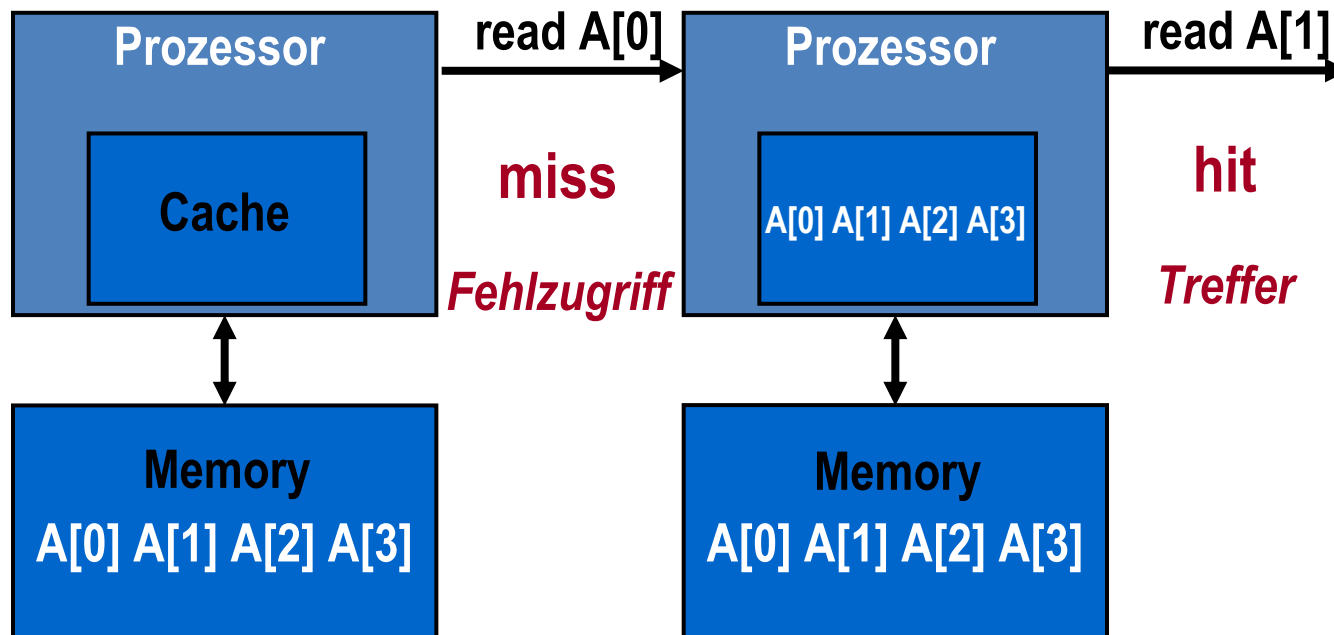 Prozessor
read A[0]
Prozessor
read A[1]
Cache
miss
A[0] A[1] A[2] A[3]
hit
Fehlzugriff
Treffer
Memory
A[0] A[1] A[2] A[3]
Memory
A[0] A[1] A[2] A[3]